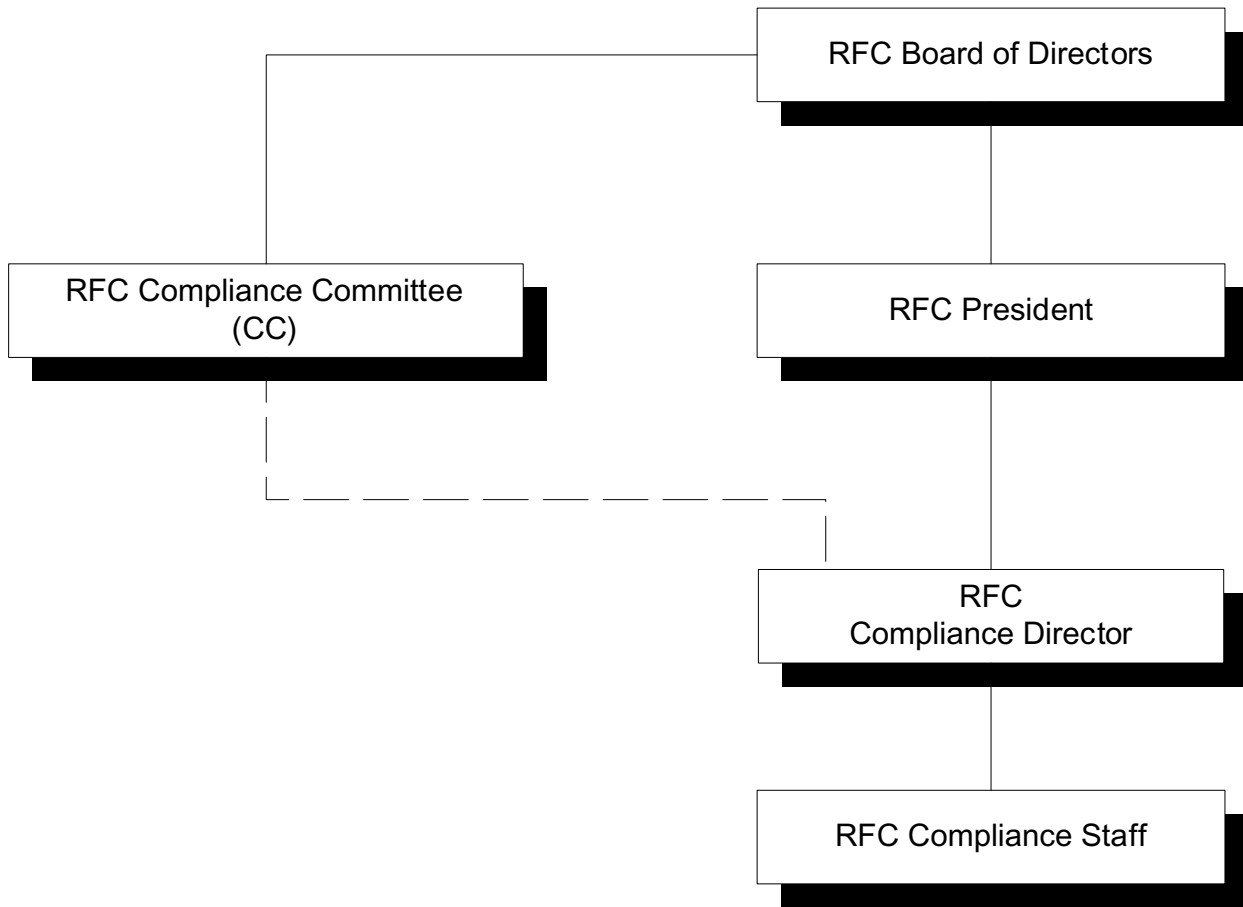 RFC Board of Directors
RFC Compliance Committee
(CC)
RFC President
RFC
Compliance Director
RFC Compliance Staff